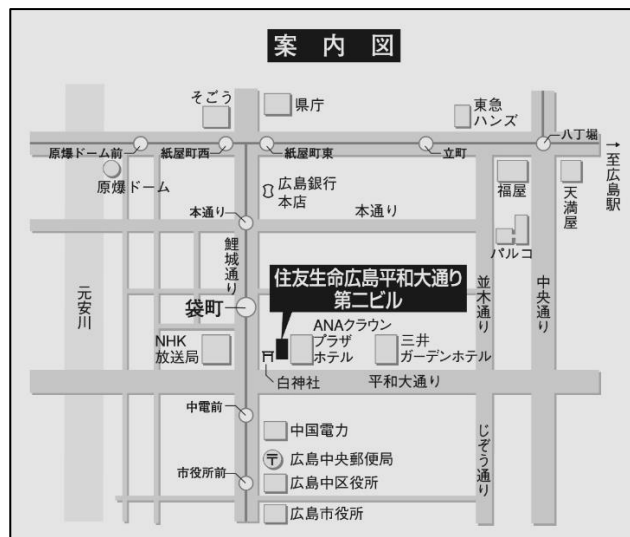 案内図
そごう
県庁
東急
ハンズ
八丁堀
原爆ドーム前
紙屋町西
紙屋町東
立町
→至広島駅
原爆ドーム
広島銀行
本店
福屋
天満屋
本通り
本通り
パルコ
鯉城通り
住友生命広島平和大通り
第二ビル
並木通り
中央通り
元安川
袋町
NHK
放送局
ANAクラウン
プラザ
ホテル
三井
ガーデンホテル
白神社
平和大通り
中電前
中国電力
じぞう通り
〒
広島中央郵便局
市役所前
広島中区役所
広島市役所